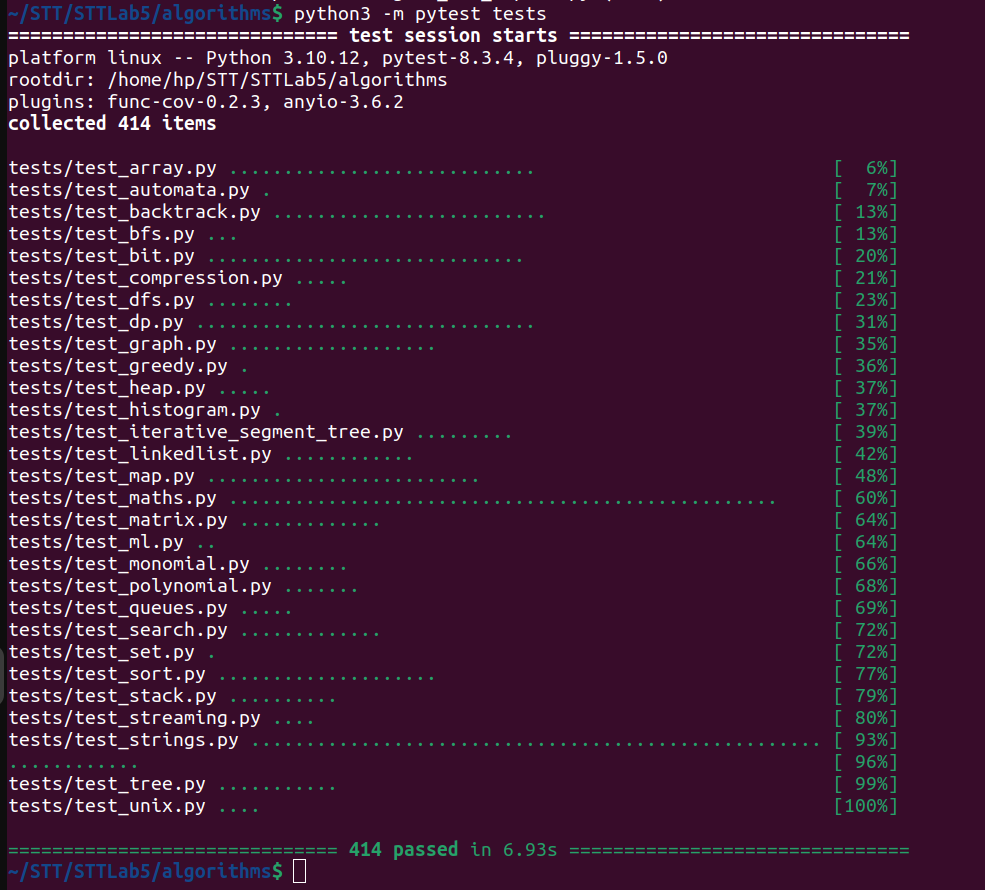 ~/STT/STTLab5/algorithms$ python3 -m pytest tests
============================== test session starts ===============================
platform linux -- Python 3.10.12, pytest-8.3.4, pluggy-1.5.0
rootdir: /home/hp/STT/STTLab5/algorithms
plugins: func-cov-0.2.3, anyio-3.6.2
collected 414 items

tests/test_array.py ............................ [  6%]
tests/test_automata.py . [  7%]
tests/test_backtrack.py ......................... [ 13%]
tests/test_bfs.py ... [ 13%]
tests/test_bit.py ............................. [ 20%]
tests/test_compression.py ..... [ 21%]
tests/test_dfs.py ........ [ 23%]
tests/test_dp.py ............................... [ 31%]
tests/test_graph.py ................... [ 35%]
tests/test_greedy.py . [ 36%]
tests/test_heap.py ..... [ 37%]
tests/test_histogram.py . [ 37%]
tests/test_iterative_segment_tree.py ......... [ 39%]
tests/test_linkedlist.py ............ [ 42%]
tests/test_map.py ......................... [ 48%]
tests/test_maths.py .................................................. [ 60%]
tests/test_matrix.py ............. [ 64%]
tests/test_ml.py .. [ 64%]
tests/test_monomial.py ........ [ 66%]
tests/test_polynomial.py ....... [ 68%]
tests/test_queues.py ..... [ 69%]
tests/test_search.py ............. [ 72%]
tests/test_set.py . [ 72%]
tests/test_sort.py .................... [ 77%]
tests/test_stack.py .......... [ 79%]
tests/test_streaming.py .... [ 80%]
tests/test_strings.py .................................................... [ 93%]
............ [ 96%]
tests/test_tree.py ........... [ 99%]
tests/test_unix.py .... [100%]

============================== 414 passed in 6.93s ===============================
~/STT/STTLab5/algorithms$